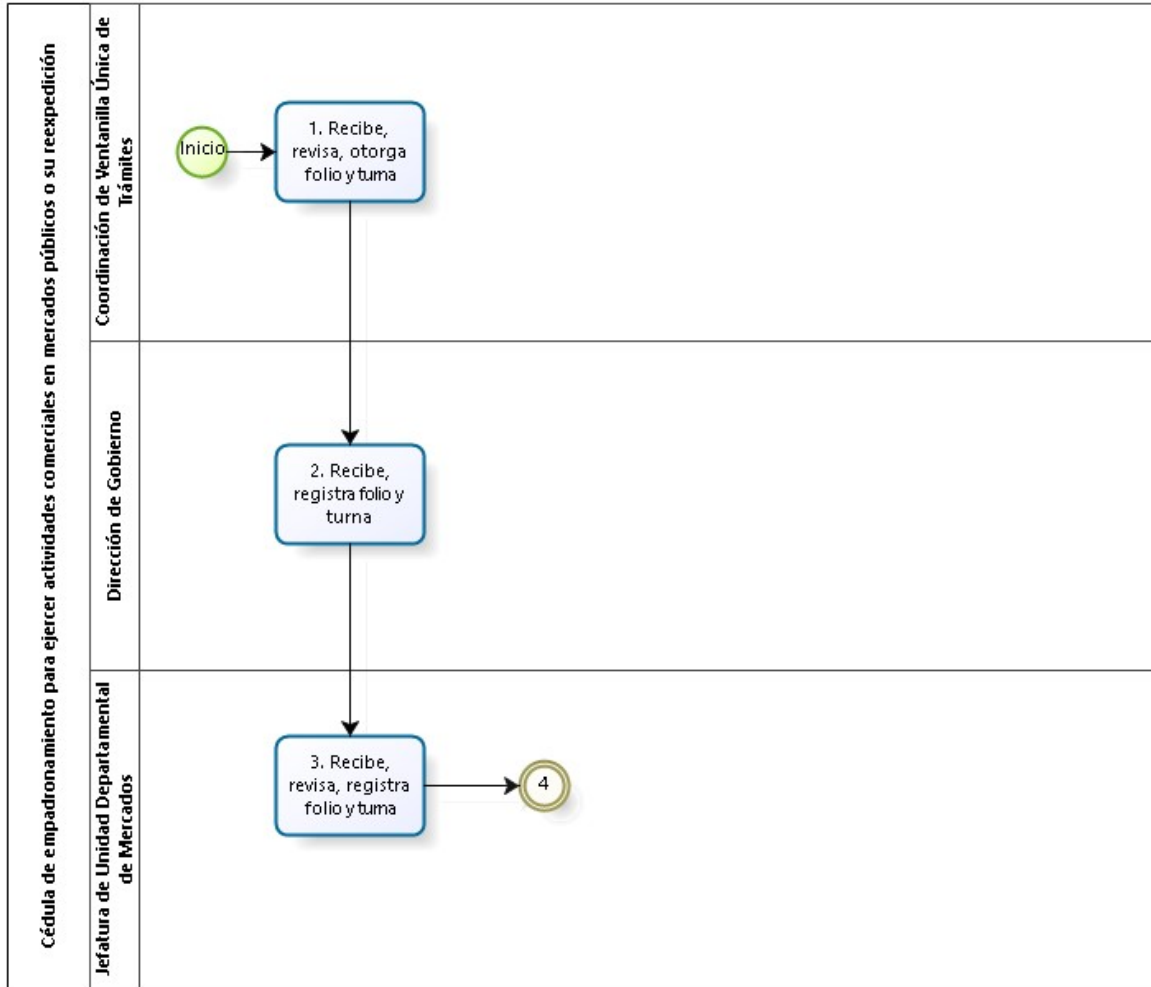 Cédula de empadronamiento para ejercer actividades comerciales en mercados públicos o su reexpedición
Coordinación de Ventanilla Única de
Trámites
Inicio
1. Recibe,
revisa, otorga
folio y turna
Dirección de Gobierno
2. Recibe,
registra folio y
turna
Jefatura de Unidad Departamental
de Mercados
3. Recibe,
revisa, registra
folio y turna
4